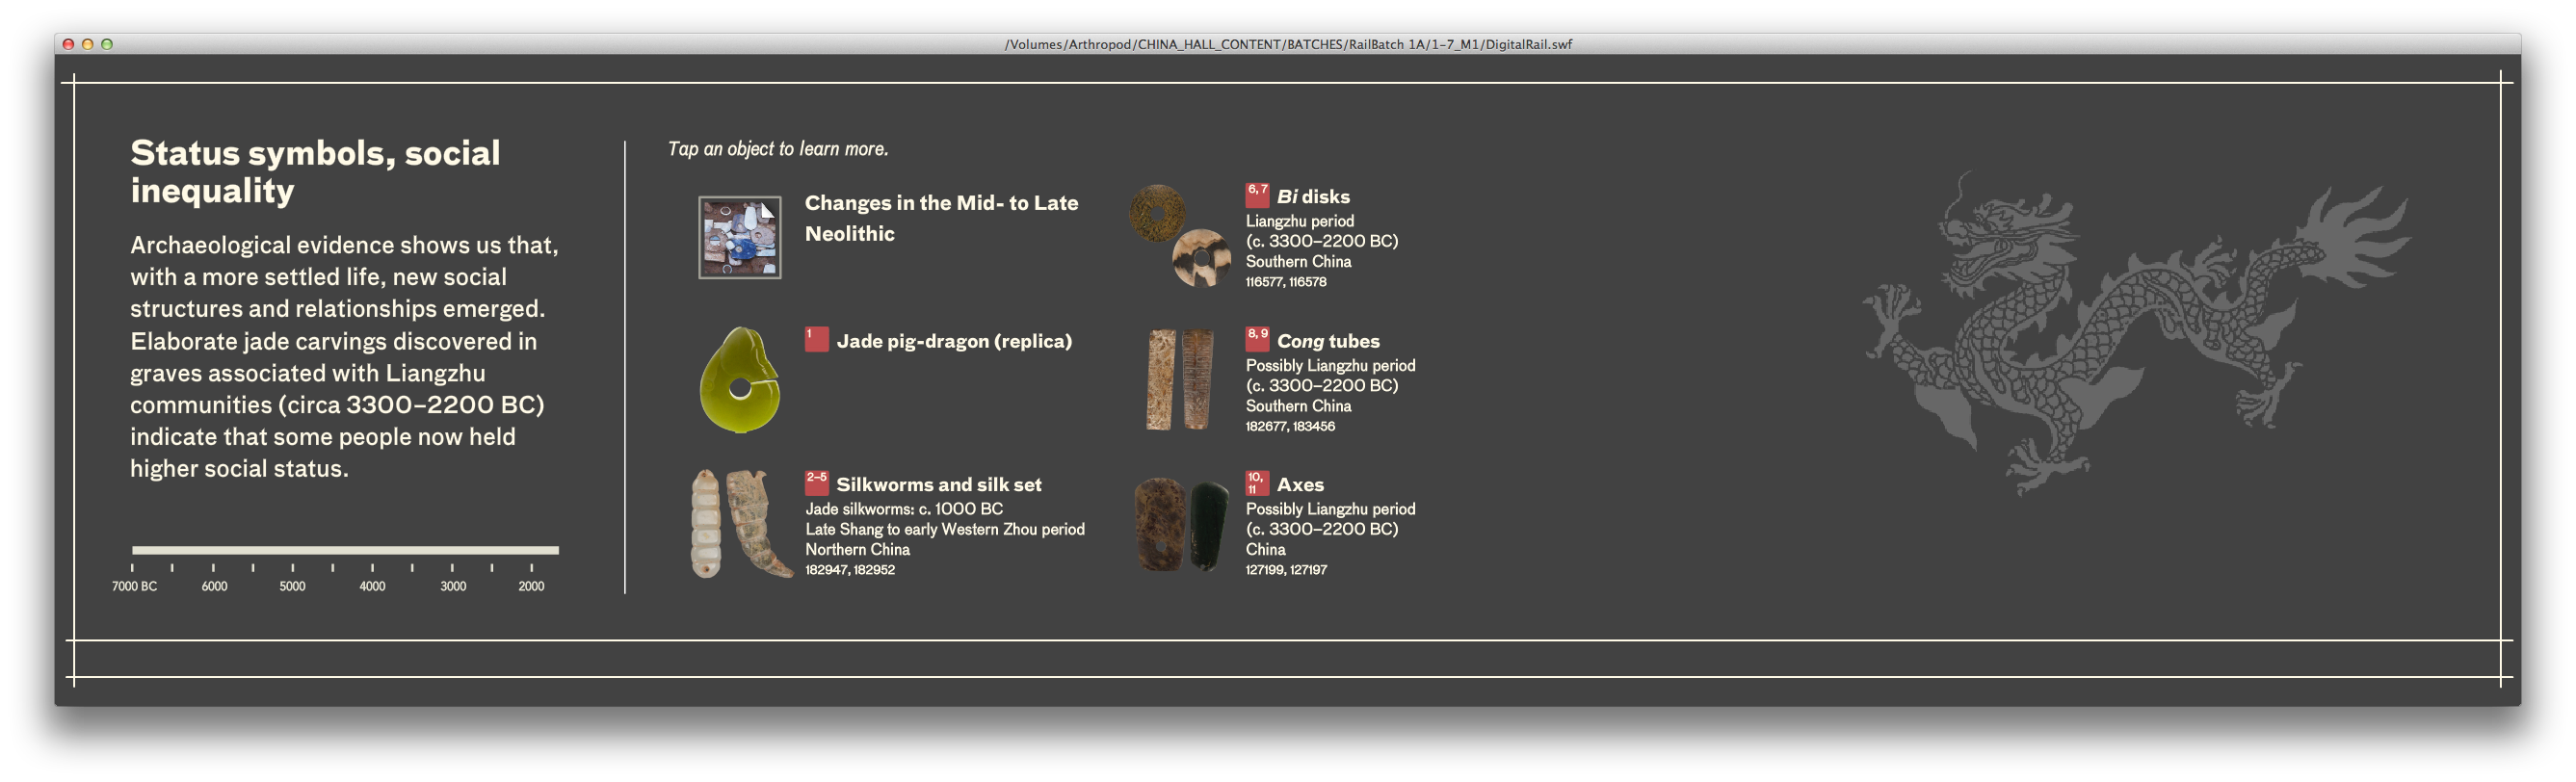 /Volumes/Arthropod/CHINA_HALL_CONTENT/BATCHES/RailBatch 1A/1-7_M1/DigitalRail.swf
Status symbols, social
inequality
Archaeological evidence shows us that,
with a more settled life, new social
structures and relationships emerged.
Elaborate jade carvings discovered in
graves associated with Liangzhu
communities (circa 3300–2200 BC)
indicate that some people now held
higher social status.
7000 BC 6000 5000 4000 3000 2000
Tap an object to learn more.
Changes in the Mid- to Late
Neolithic
1 Jade pig-dragon (replica)
2–5 Silkworms and silk set
Jade silkworms: c. 1000 BC
Late Shang to early Western Zhou period
Northern China
182947, 182952
6, 7 Bi disks
Liangzhu period
(c. 3300–2200 BC)
Southern China
116577, 116578
8, 9 Cong tubes
Possibly Liangzhu period
(c. 3300–2200 BC)
Southern China
182677, 183456
10,
11 Axes
Possibly Liangzhu period
(c. 3300–2200 BC)
China
127199, 127197